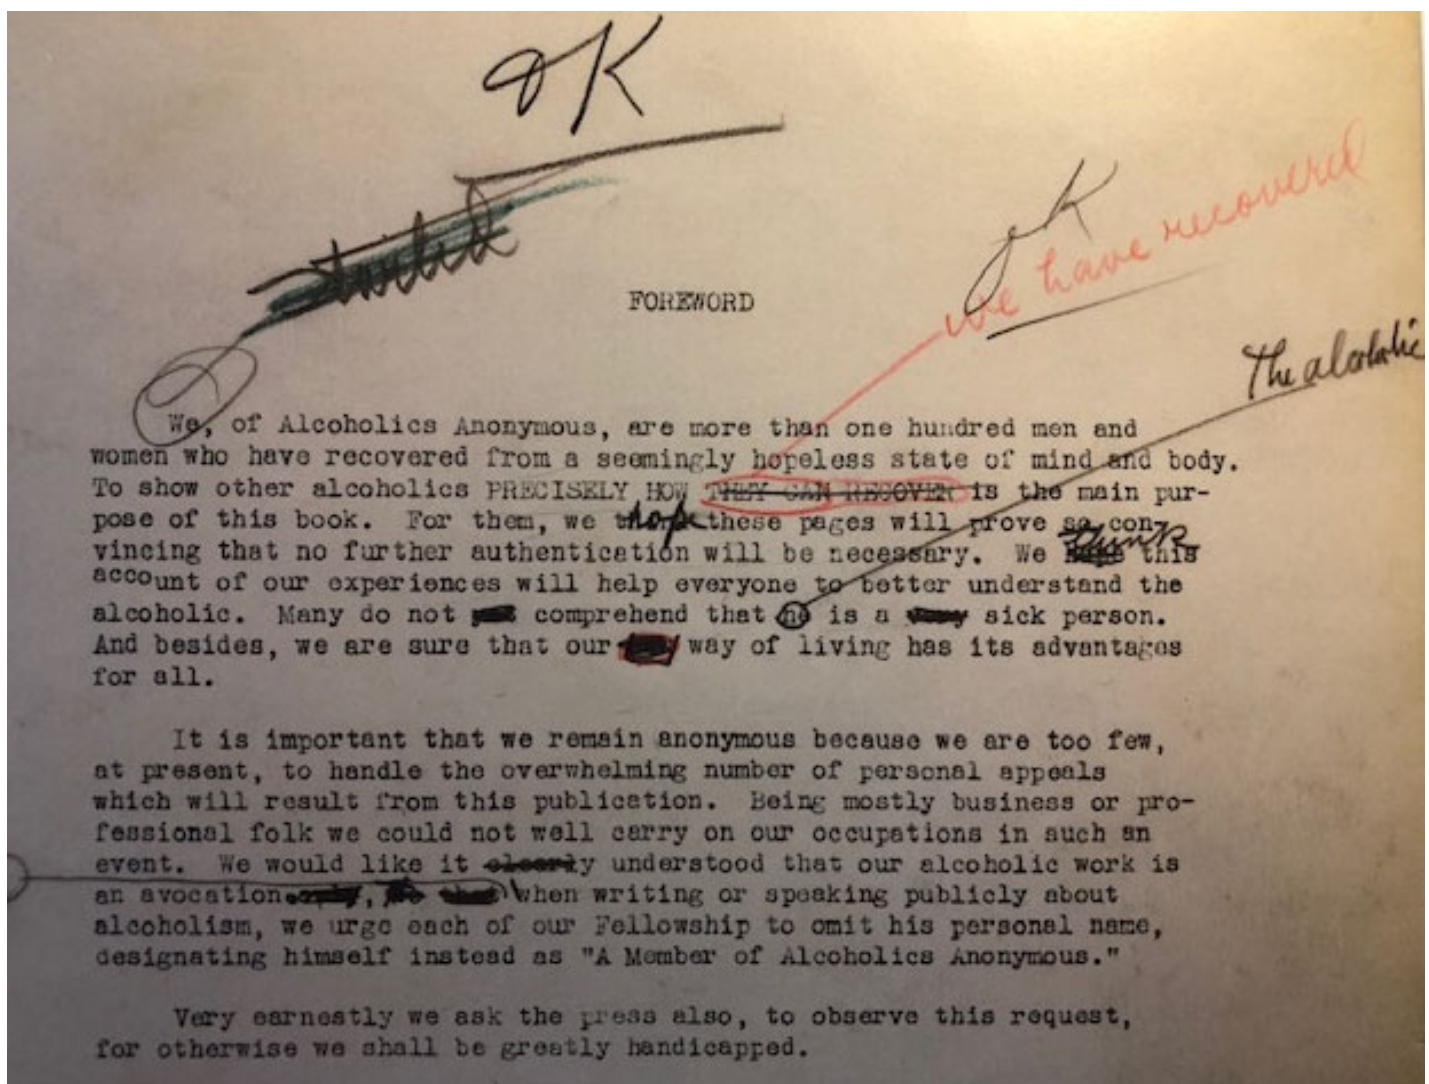 OK
OK
we have recovered
FOREWORD
The alcoholic
We, of Alcoholics Anonymous, are more than one hundred men and
women who have recovered from a seemingly hopeless state of mind and body.
To show other alcoholics PRECISELY HOW THEY CAN RECOVER is the main pur-
pose of this book. For them, we hope these pages will prove so con-
vincing that no further authentication will be necessary. We think this
account of our experiences will help everyone to better understand the
alcoholic. Many do not comprehend that he is a sick person.
And besides, we are sure that our way of living has its advantages
for all.
It is important that we remain anonymous because we are too few,
at present, to handle the overwhelming number of personal appeals
which will result from this publication. Being mostly business or pro-
fessional folk we could not well carry on our occupations in such an
event. We would like it clearly understood that our alcoholic work is
an avocation when writing or speaking publicly about
alcoholism, we urge each of our Fellowship to omit his personal name,
designating himself instead as "A Member of Alcoholics Anonymous."
Very earnestly we ask the press also, to observe this request,
for otherwise we shall be greatly handicapped.